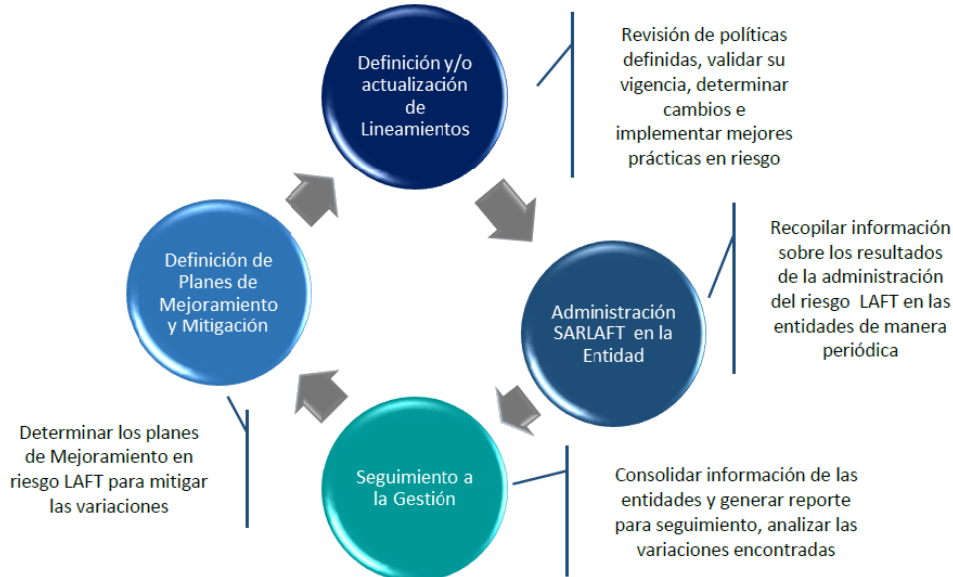 Definición y/o
actualización
de
Lineamientos
Revisión de políticas
definidas, validar su
vigencia, determinar
cambios e
implementar mejores
prácticas en riesgo
Administración
SARLAFT en la
Entidad
Recopilar información
sobre los resultados
de la administración
del riesgo LAFT en las
entidades de manera
periódica
Seguimiento a
la Gestión
Consolidar información de las
entidades y generar reporte
para seguimiento, analizar las
variaciones encontradas
Definición de
Planes de
Mejoramiento
y Mitigación
Determinar los planes
de Mejoramiento en
riesgo LAFT para mitigar
las variaciones